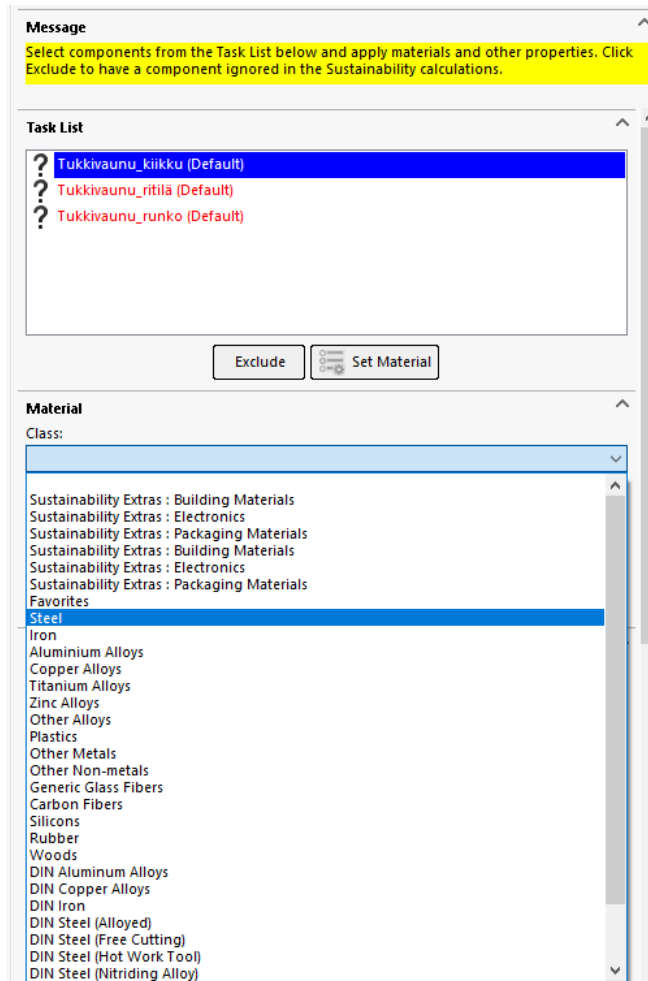 Message
Select components from the Task List below and apply materials and other properties. Click
Exclude to have a component ignored in the Sustainability calculations.
Task List
? Tukkivaunu_kiikku (Default)
? Tukkivaunu_ritilä (Default)
? Tukkivaunu_runko (Default)
Exclude
Set Material
Material
Class:
Sustainability Extras : Building Materials
Sustainability Extras : Electronics
Sustainability Extras : Packaging Materials
Sustainability Extras : Building Materials
Sustainability Extras : Electronics
Sustainability Extras : Packaging Materials
Favorites
Steel
Iron
Aluminium Alloys
Copper Alloys
Titanium Alloys
Zinc Alloys
Other Alloys
Plastics
Other Metals
Other Non-metals
Generic Glass Fibers
Carbon Fibers
Silicons
Rubber
Woods
DIN Aluminum Alloys
DIN Copper Alloys
DIN Iron
DIN Steel (Alloyed)
DIN Steel (Free Cutting)
DIN Steel (Hot Work Tool)
DIN Steel (Nitriding Alloy)